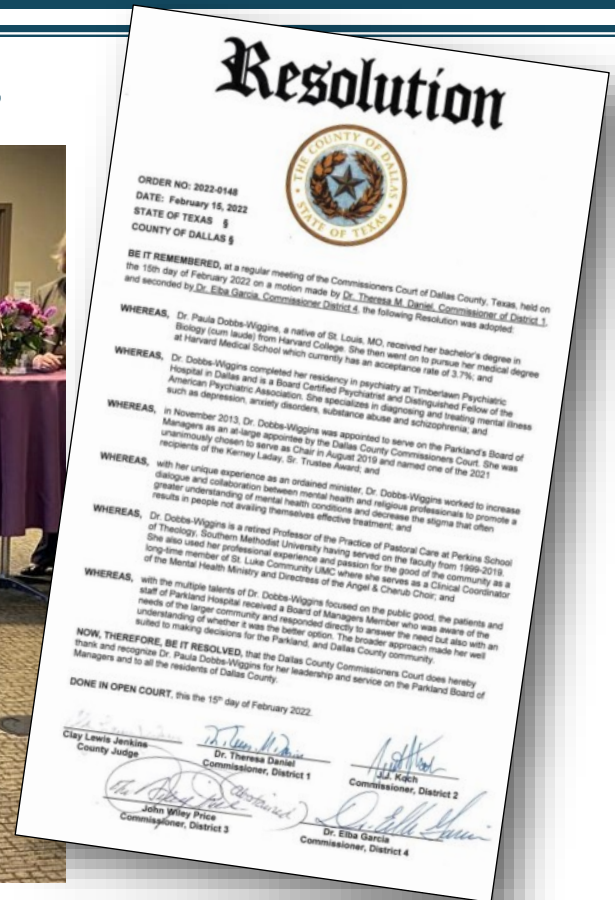 Resolution
THE COUNTY OF DALLAS
STATE OF TEXAS
ORDER NO: 2022-0148
DATE: February 15, 2022
STATE OF TEXAS §
COUNTY OF DALLAS §
BE IT REMEMBERED, at a regular meeting of the Commissioners Court of Dallas County, Texas, held on
the 15th day of February 2022 on a motion made by Dr. Theresa M. Daniel, Commissioner of District 1,
and seconded by Dr. Elba Garcia, Commissioner District 4, the following Resolution was adopted:
WHEREAS, Dr. Paula Dobbs-Wiggins, a native of St. Louis, MO, received her bachelor's degree in
Biology (cum laude) from Harvard College. She then went on to pursue her medical degree
at Harvard Medical School which currently has an acceptance rate of 3.7%; and
WHEREAS, Dr. Dobbs-Wiggins completed her residency in psychiatry at Timberlawn Psychiatric
Hospital in Dallas and is a Board Certified Psychiatrist and Distinguished Fellow of the
American Psychiatric Association. She specializes in diagnosing and treating mental illness
such as depression, anxiety disorders, substance abuse and schizophrenia; and
WHEREAS, in November 2013, Dr. Dobbs-Wiggins was appointed to serve on the Parkland's Board of
Managers as an at-large appointee by the Dallas County Commissioners Court. She was
unanimously chosen to serve as Chair in August 2019 and named one of the 2021
recipients of the Kerney Laday, Sr. Trustee Award; and
WHEREAS, with her unique experience as an ordained minister, Dr. Dobbs-Wiggins worked to increase
dialogue and collaboration between mental health and religious professionals to promote a
greater understanding of mental health conditions and decrease the stigma that often
results in people not availing themselves effective treatment; and
WHEREAS, Dr. Dobbs-Wiggins is a retired Professor of the Practice of Pastoral Care at Perkins School
of Theology, Southern Methodist University having served on the faculty from 1999-2019.
She also used her professional experience and passion for the good of the community as a
long-time member of St. Luke Community UMC where she serves as a Clinical Coordinator
of the Mental Health Ministry and Directress of the Angel & Cherub Choir; and
WHEREAS, with the multiple talents of Dr. Dobbs-Wiggins focused on the public good, the patients and
staff of Parkland Hospital received a Board of Managers Member who was aware of the
needs of the larger community and responded directly to answer the need but also with an
understanding of whether it was the better option. The broader approach made her well
suited to making decisions for the Parkland, and Dallas County community.
NOW, THEREFORE, BE IT RESOLVED, that the Dallas County Commissioners Court does hereby
thank and recognize Dr. Paula Dobbs-Wiggins for her leadership and service on the Parkland Board of
Managers and to all the residents of Dallas County.
DONE IN OPEN COURT, this the 15th day of February 2022.
Clay Lewis Jenkins
County Judge
Dr. Theresa Daniel
Commissioner, District 1
J.J. Koch
Commissioner, District 2
(Abstained)
John Wiley Price
Commissioner, District 3
Dr. Elba Garcia
Commissioner, District 4